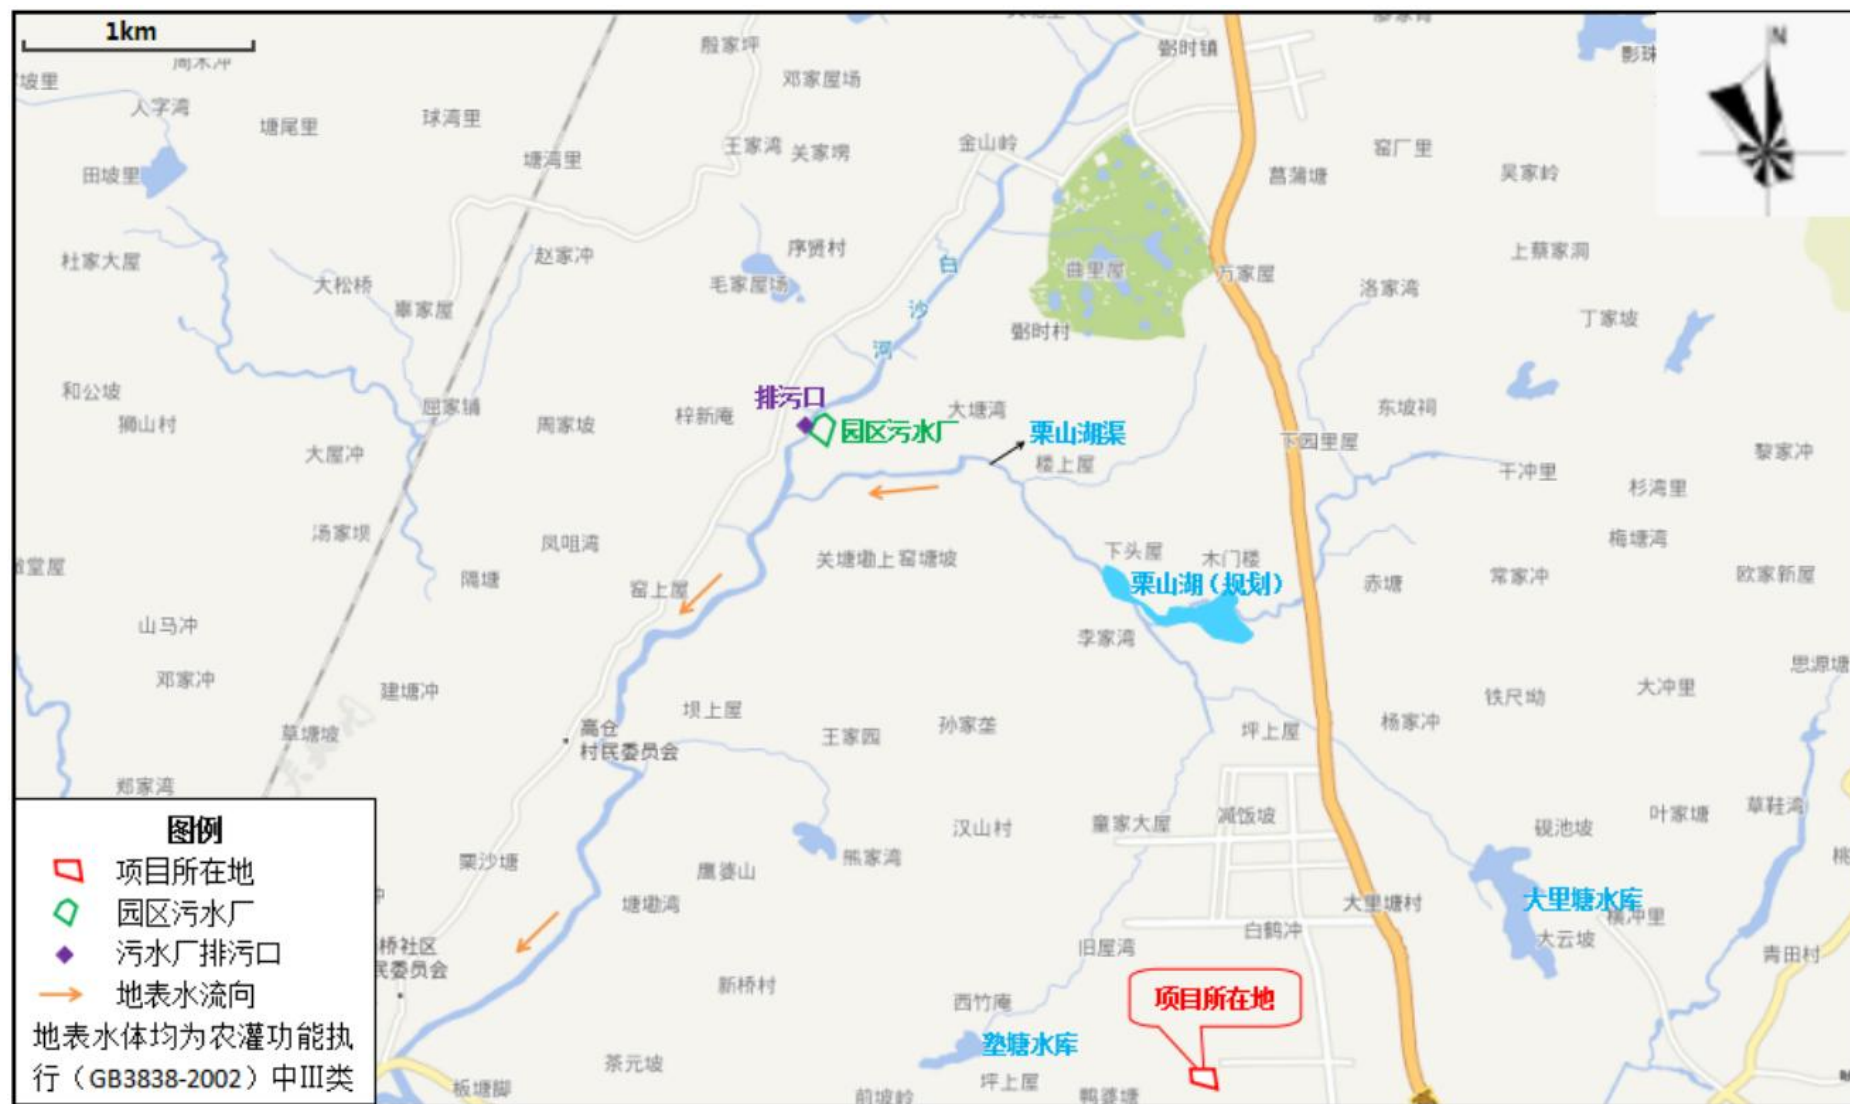 1km
弼时镇
N
殷家坪
影珠
周末冲
坡里
邓家屋场
人字湾
塘尾里
球湾里
王家湾
关家塄
金山岭
窑厂里
塘湾里
田坡里
菖蒲塘
吴家岭
杜家大屋
赵家冲
序贤村
白
沙
河
曲里屋
万家屋
上蔡家洞
大松桥
毛家屋场
洛家湾
辜家屋
弼时村
丁家坡
和公坡
排污口
狮山村
屈家铺
周家坡
梓新庵
园区污水厂
大塘湾
栗山湖渠
东坡祠
下园里屋
大屋冲
楼上屋
干冲里
黎家冲
杉湾里
汤家坝
凤咀湾
关塘墈上
窑塘坡
下头屋
木门楼
梅塘湾
堂屋
隔塘
窑上屋
栗山湖（规划）
赤塘
常家冲
欧家新屋
山马冲
李家湾
邓家冲
建塘冲
思源塘
坝上屋
铁尺坳
大冲里
草塘坡
高仓
村民委员会
王家园
孙家垄
坪上屋
杨家冲
郑家湾
汉山村
童家大屋
减饭坡
砚池坡
叶家塘
草鞋湾
桃
栗沙塘
鹰婆山
熊家湾
塘墈湾
大里塘村
大里塘水库
横冲里
冲
桥社区
民委员会
旧屋湾
白鹤冲
大云坡
青田村
新桥村
西竹庵
项目所在地
塾塘水库
茶元坡
板塘脚
前坡岭
坪上屋
鸭婆塘
图例
项目所在地
园区污水厂
污水厂排污口
地表水流向
地表水体均为农灌功能执
行（GB3838-2002）中III类